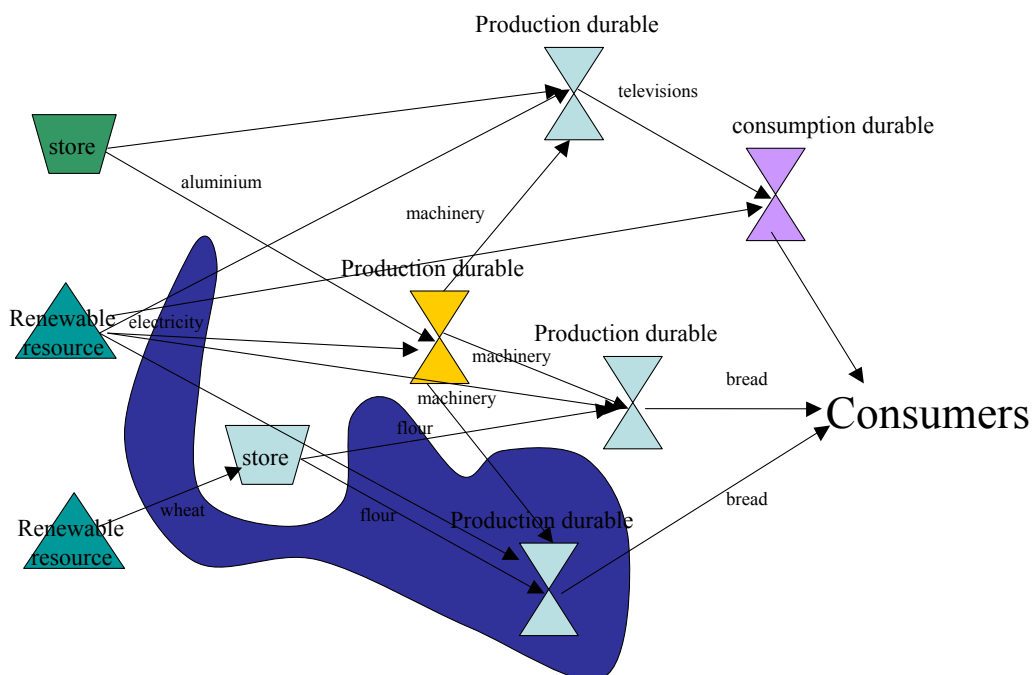 Production durable
televisions
consumption durable
store
aluminium
machinery
Production durable
Renewable
resource
electricity
Production durable
machinery
machinery
bread
Consumers
flour
store
bread
wheat
flour
Production durable
Renewable
resource